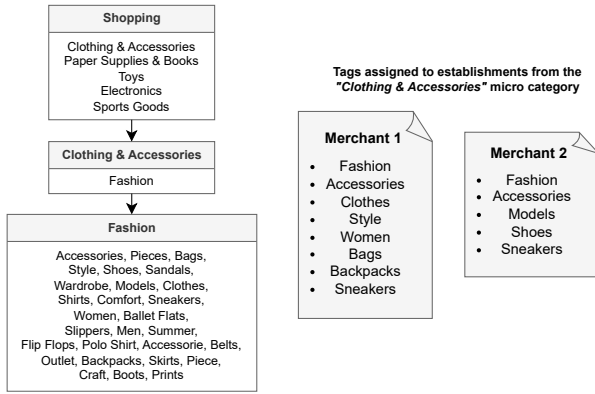 Shopping
Clothing & Accessories
Paper Supplies & Books
Toys
Electronics
Sports Goods
Clothing & Accessories
Fashion
Fashion
Accessories, Pieces, Bags,
Style, Shoes, Sandals,
Wardrobe, Models, Clothes,
Shirts, Comfort, Sneakers,
Women, Ballet Flats,
Slippers, Men, Summer,
Flip Flops, Polo Shirt, Accessorie, Belts,
Outlet, Backpacks, Skirts, Piece,
Craft, Boots, Prints
Tags assigned to establishments from the
"Clothing & Accessories" micro category
Merchant 1
• Fashion
• Accessories
• Clothes
• Style
• Women
• Bags
• Backpacks
• Sneakers
Merchant 2
• Fashion
• Accessories
• Models
• Shoes
• Sneakers